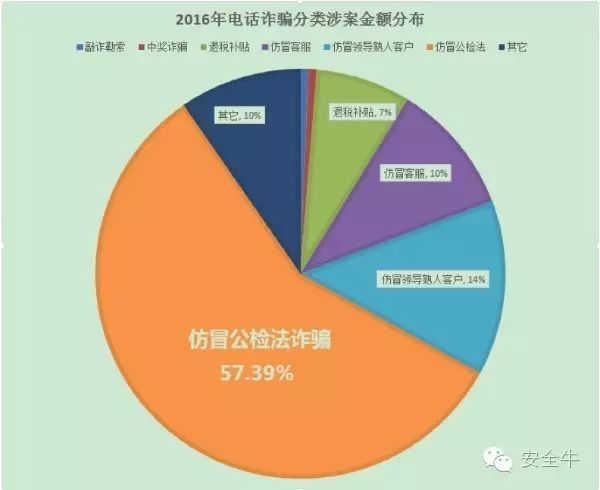 2016年电话诈骗分类涉案金额分布
敲诈勒索 中奖诈骗 退税补贴 仿冒客服 仿冒领导熟人客户 仿冒公检法 其它
其它, 10%
退税补贴, 7%
仿冒客服, 10%
仿冒领导熟人客户, 14%
仿冒公检法诈骗
57.39%
安全牛